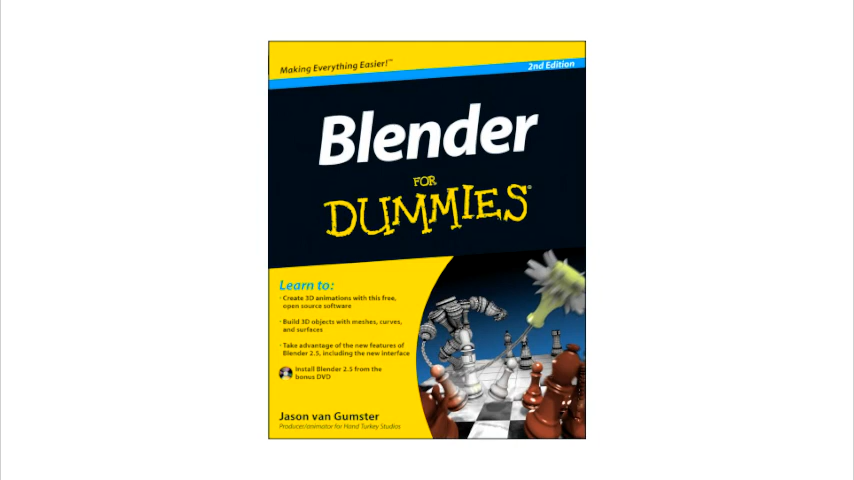 Making Everything Easier!™
2nd Edition
Blender
FOR
DUMMIES®
Learn to:
· Create 3D animations with this free,
open source software
· Build 3D objects with meshes, curves,
and surfaces
· Take advantage of the new features of
Blender 2.5, including the new interface
Install Blender 2.5 from the
bonus DVD
Jason van Gumster
Producer/animator for Hand Turkey Studios